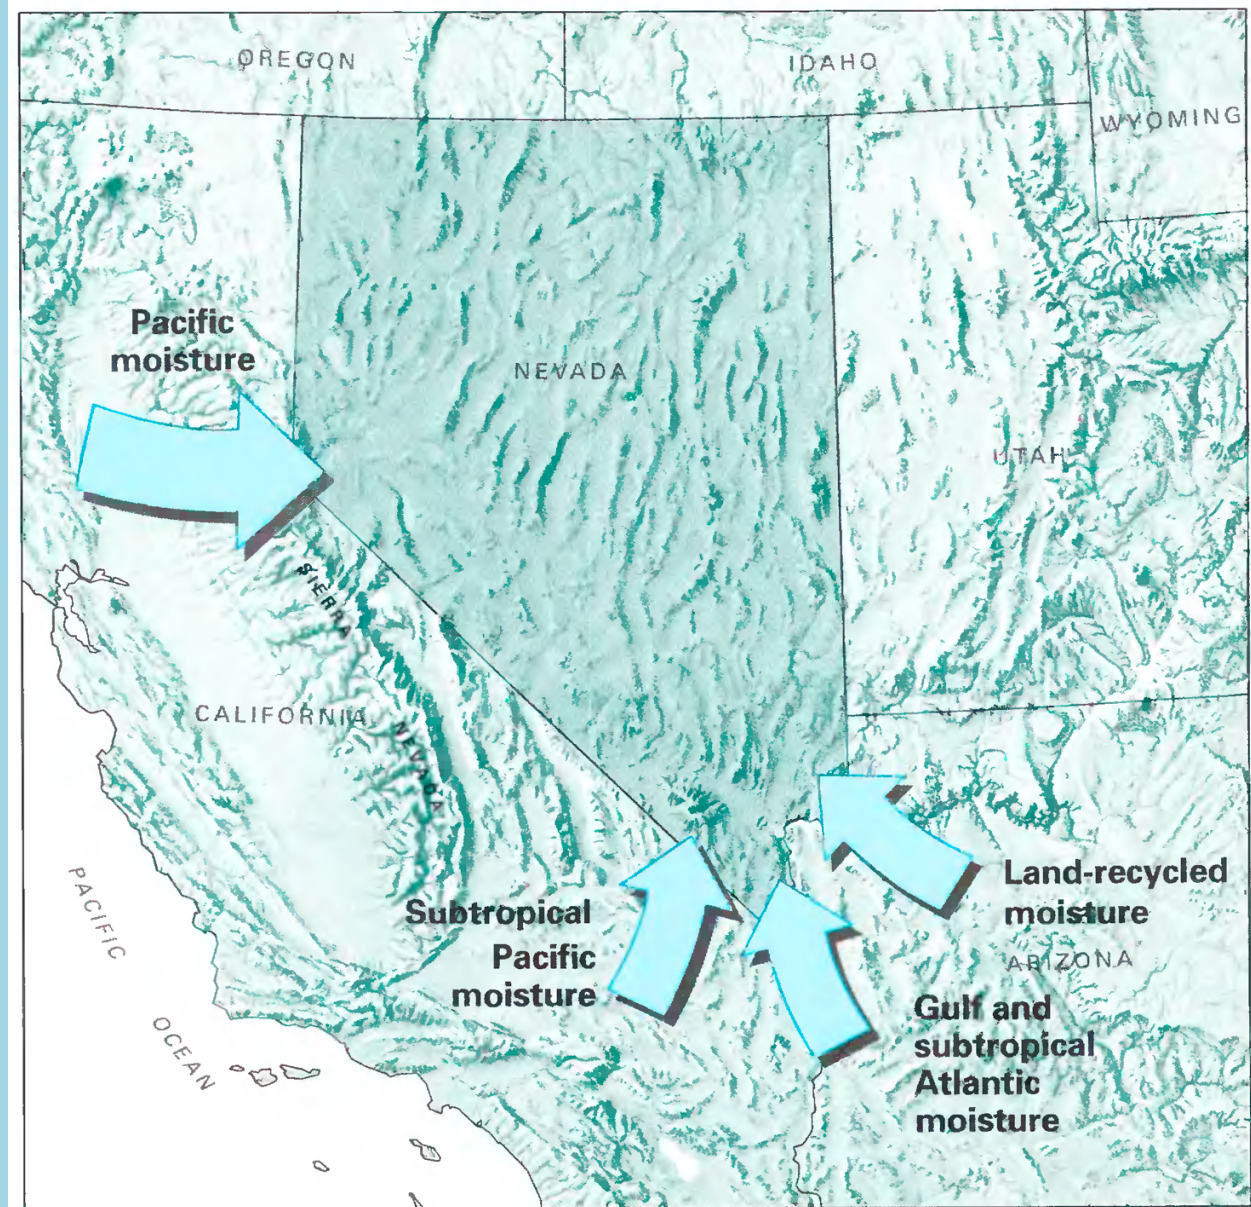 OREGON
IDAHO
WYOMING
Pacific
moisture
NEVADA
UTAH
SIERRA
NEVADA
CALIFORNIA
PACIFIC
OCEAN
Subtropical
Pacific
moisture
Land-recycled
moisture
ARIZONA
Gulf and
subtropical
Atlantic
moisture